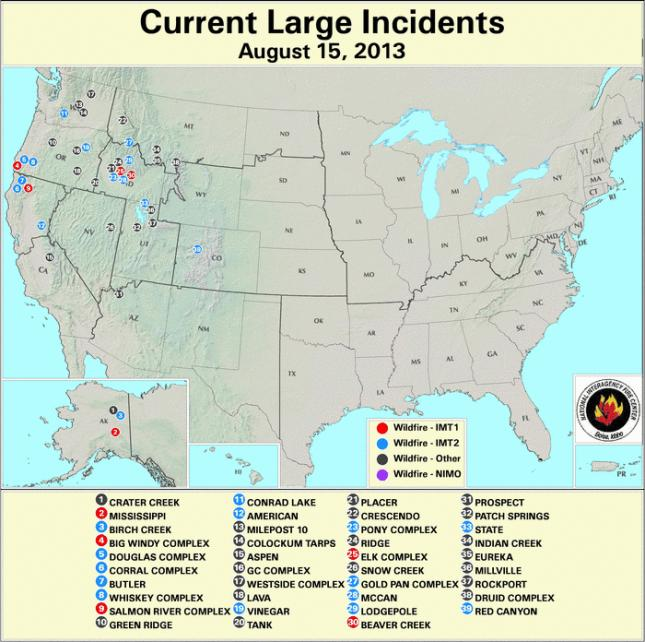 Current Large Incidents
August 15, 2013
MT
ND
MN
OR
ID
WY
SD
WI
MI
ME
VT
NH
NY
MA
CT
RI
NV
UT
CO
NE
IA
IL
IN
OH
PA
NJ
MD
DE
CA
KS
MO
KY
WV
VA
AZ
NM
OK
AR
TN
NC
SC
TX
LA
MS
AL
GA
FL
AK
HI
PR
NATIONAL INTERAGENCY FIRE CENTER
Boise, Idaho
Wildfire - IMT1
Wildfire - IMT2
Wildfire - Other
Wildfire - NIMO
1 CRATER CREEK
2 MISSISSIPPI
3 BIRCH CREEK
4 BIG WINDY COMPLEX
5 DOUGLAS COMPLEX
6 CORRAL COMPLEX
7 BUTLER
8 WHISKEY COMPLEX
9 SALMON RIVER COMPLEX
10 GREEN RIDGE
11 CONRAD LAKE
12 AMERICAN
13 MILEPOST 10
14 COLOCKUM TARPS
15 ASPEN
16 GC COMPLEX
17 WESTSIDE COMPLEX
18 LAVA
19 VINEGAR
20 TANK
21 PLACER
22 CRESCENDO
23 PONY COMPLEX
24 RIDGE
25 ELK COMPLEX
26 SNOW CREEK
27 GOLD PAN COMPLEX
28 MCCAN
29 LODGEPOLE
30 BEAVER CREEK
31 PROSPECT
32 PATCH SPRINGS
33 STATE
34 INDIAN CREEK
35 EUREKA
36 MILLVILLE
37 ROCKPORT
38 DRUID COMPLEX
39 RED CANYON